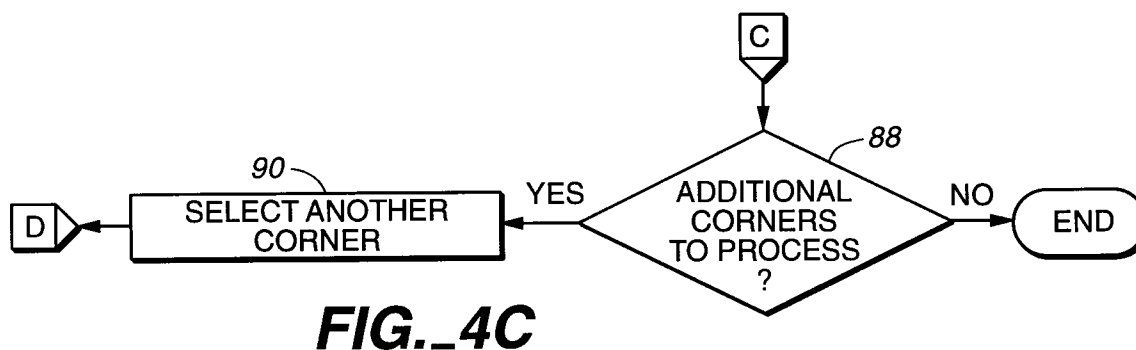 C
88
90
YES
ADDITIONAL
CORNERS
TO PROCESS
?
NO
END
D
SELECT ANOTHER
CORNER
FIG._4C